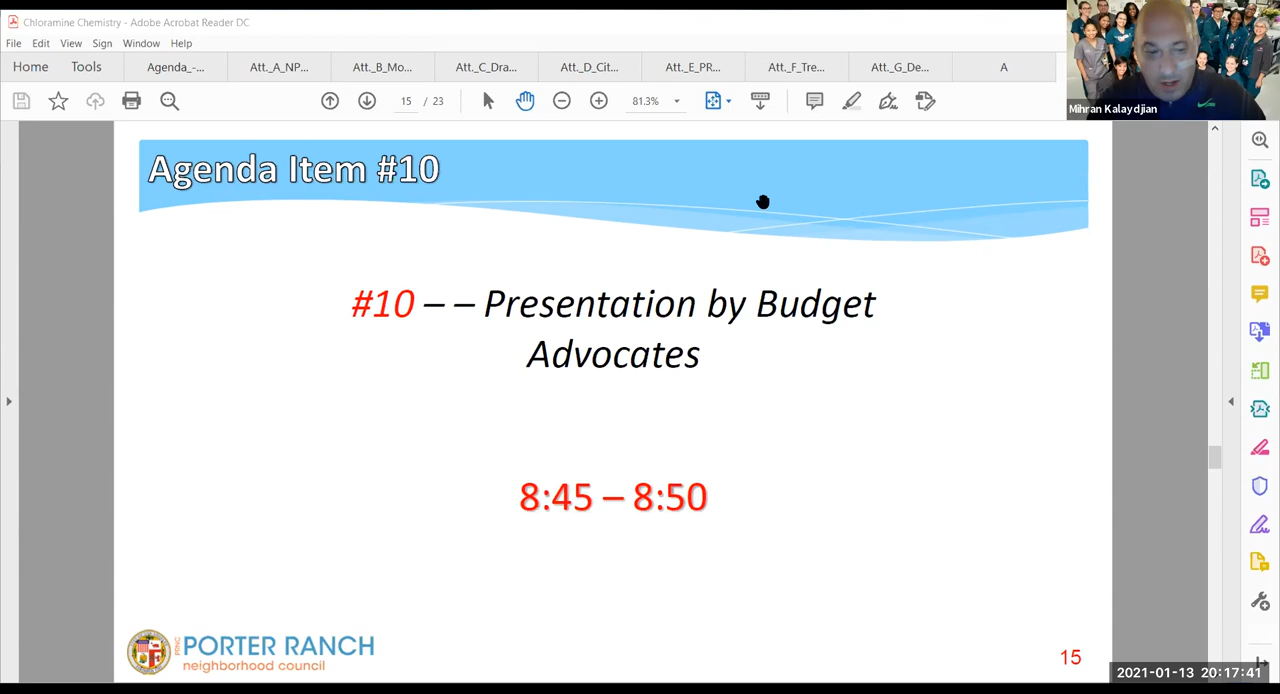 Chloramine Chemistry - Adobe Acrobat Reader DC
File Edit View Sign Window Help
Home Tools Agenda_-... Att._A_NP... Att._B_Mo... Att._C_Dra... Att._D_Cit... Att._E_PR... Att._F_Tre... Att._G_De... A
15 / 23 81.3%
Mihran Kalaydjian
Agenda Item #10
#10 – – Presentation by Budget
Advocates
8:45 – 8:50
PRNC
PORTER RANCH
neighborhood council
15
2021-01-13 20:17:41